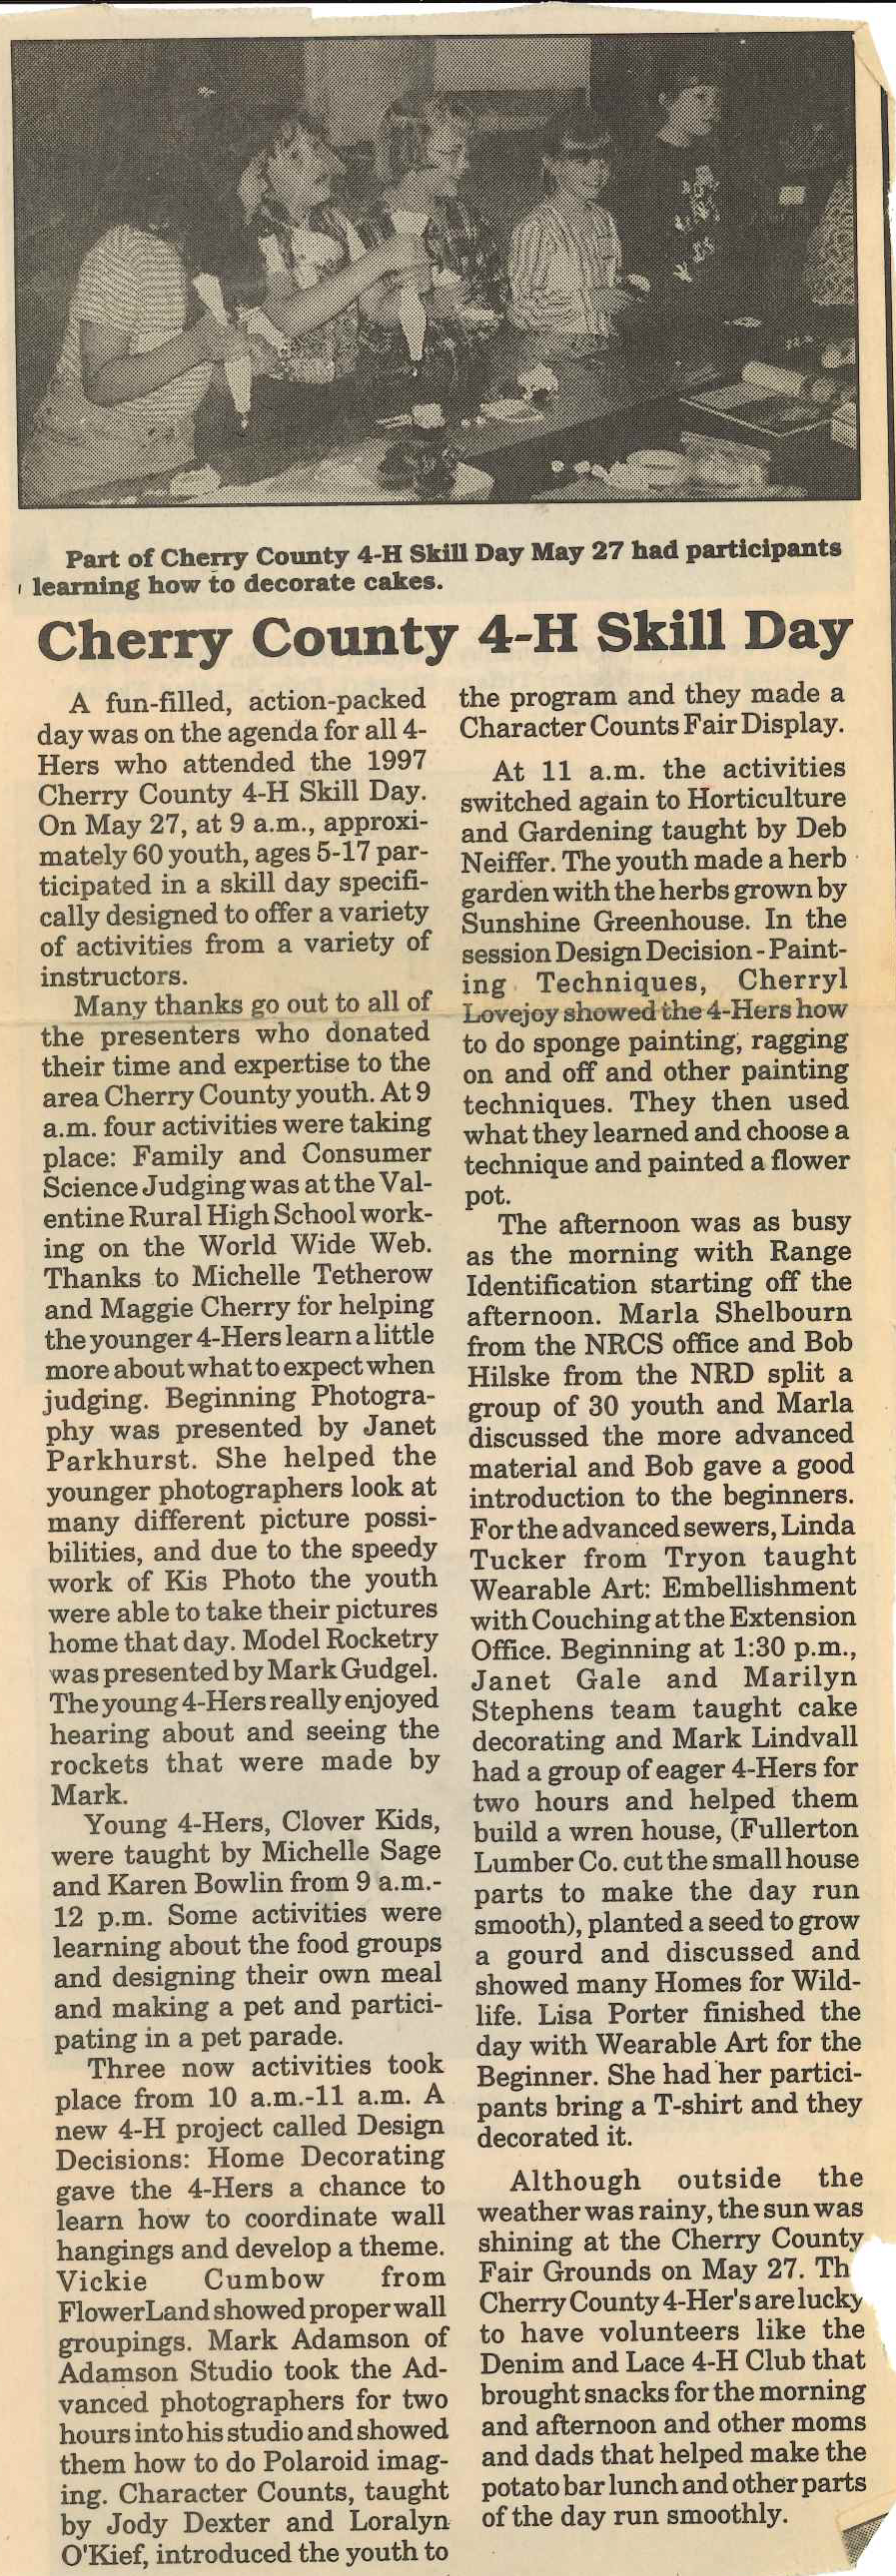 Part of Cherry County 4-H Skill Day May 27 had participants
learning how to decorate cakes.
Cherry County 4-H Skill Day
A fun-filled, action-packed
day was on the agenda for all 4-
Hers who attended the 1997
Cherry County 4-H Skill Day.
On May 27, at 9 a.m., approxi-
mately 60 youth, ages 5-17 par-
ticipated in a skill day specifi-
cally designed to offer a variety
of activities from a variety of
instructors.
Many thanks go out to all of
the presenters who donated
their time and expertise to the
area Cherry County youth. At 9
a.m. four activities were taking
place: Family and Consumer
Science Judging was at the Val-
entine Rural High School work-
ing on the World Wide Web.
Thanks to Michelle Tetherow
and Maggie Cherry for helping
the younger 4-Hers learn a little
more about what to expect when
judging. Beginning Photogra-
phy was presented by Janet
Parkhurst. She helped the
younger photographers look at
many different picture possi-
bilities, and due to the speedy
work of Kis Photo the youth
were able to take their pictures
home that day. Model Rocketry
was presented by Mark Gudgel.
The young 4-Hers really enjoyed
hearing about and seeing the
rockets that were made by
Mark.
Young 4-Hers, Clover Kids,
were taught by Michelle Sage
and Karen Bowlin from 9 a.m.-
12 p.m. Some activities were
learning about the food groups
and designing their own meal
and making a pet and partici-
pating in a pet parade.
Three now activities took
place from 10 a.m.-11 a.m. A
new 4-H project called Design
Decisions: Home Decorating
gave the 4-Hers a chance to
learn how to coordinate wall
hangings and develop a theme.
Vickie Cumbow from
FlowerLand showed proper wall
groupings. Mark Adamson of
Adamson Studio took the Ad-
vanced photographers for two
hours into his studio and showed
them how to do Polaroid imag-
ing. Character Counts, taught
by Jody Dexter and Loralyn
O'Kief, introduced the youth to
the program and they made a
Character Counts Fair Display.
At 11 a.m. the activities
switched again to Horticulture
and Gardening taught by Deb
Neiffer. The youth made a herb
garden with the herbs grown by
Sunshine Greenhouse. In the
session Design Decision - Paint-
ing Techniques, Cherryl
Lovejoy showed the 4-Hers how
to do sponge painting, ragging
on and off and other painting
techniques. They then used
what they learned and choose a
technique and painted a flower
pot.
The afternoon was as busy
as the morning with Range
Identification starting off the
afternoon. Marla Shelbourn
from the NRCS office and Bob
Hilske from the NRD split a
group of 30 youth and Marla
discussed the more advanced
material and Bob gave a good
introduction to the beginners.
For the advanced sewers, Linda
Tucker from Tryon taught
Wearable Art: Embellishment
with Couching at the Extension
Office. Beginning at 1:30 p.m.,
Janet Gale and Marilyn
Stephens team taught cake
decorating and Mark Lindvall
had a group of eager 4-Hers for
two hours and helped them
build a wren house, (Fullerton
Lumber Co. cut the small house
parts to make the day run
smooth), planted a seed to grow
a gourd and discussed and
showed many Homes for Wild-
life. Lisa Porter finished the
day with Wearable Art for the
Beginner. She had her partici-
pants bring a T-shirt and they
decorated it.
Although outside the
weather was rainy, the sun was
shining at the Cherry County
Fair Grounds on May 27. Th
Cherry County 4-Her's are lucky
to have volunteers like the
Denim and Lace 4-H Club that
brought snacks for the morning
and afternoon and other moms
and dads that helped make the
potato bar lunch and other parts
of the day run smoothly.